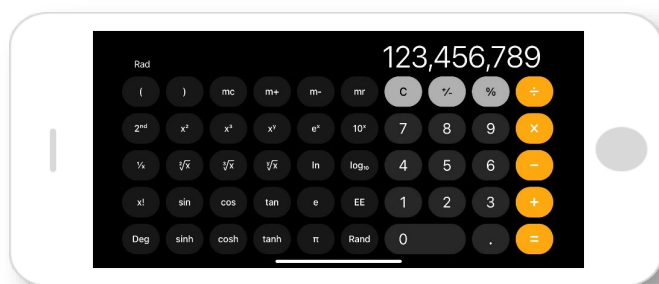 123,456,789
Rad
( ) mc m+ m- mr C ⁺∕₋ % ÷
2ⁿᵈ x² x³ xʸ eˣ 10ˣ 7 8 9 ×
¹∕ₓ ²√x ³√x ʸ√x ln log₁₀ 4 5 6 −
x! sin cos tan e EE 1 2 3 +
Deg sinh cosh tanh π Rand 0 . =